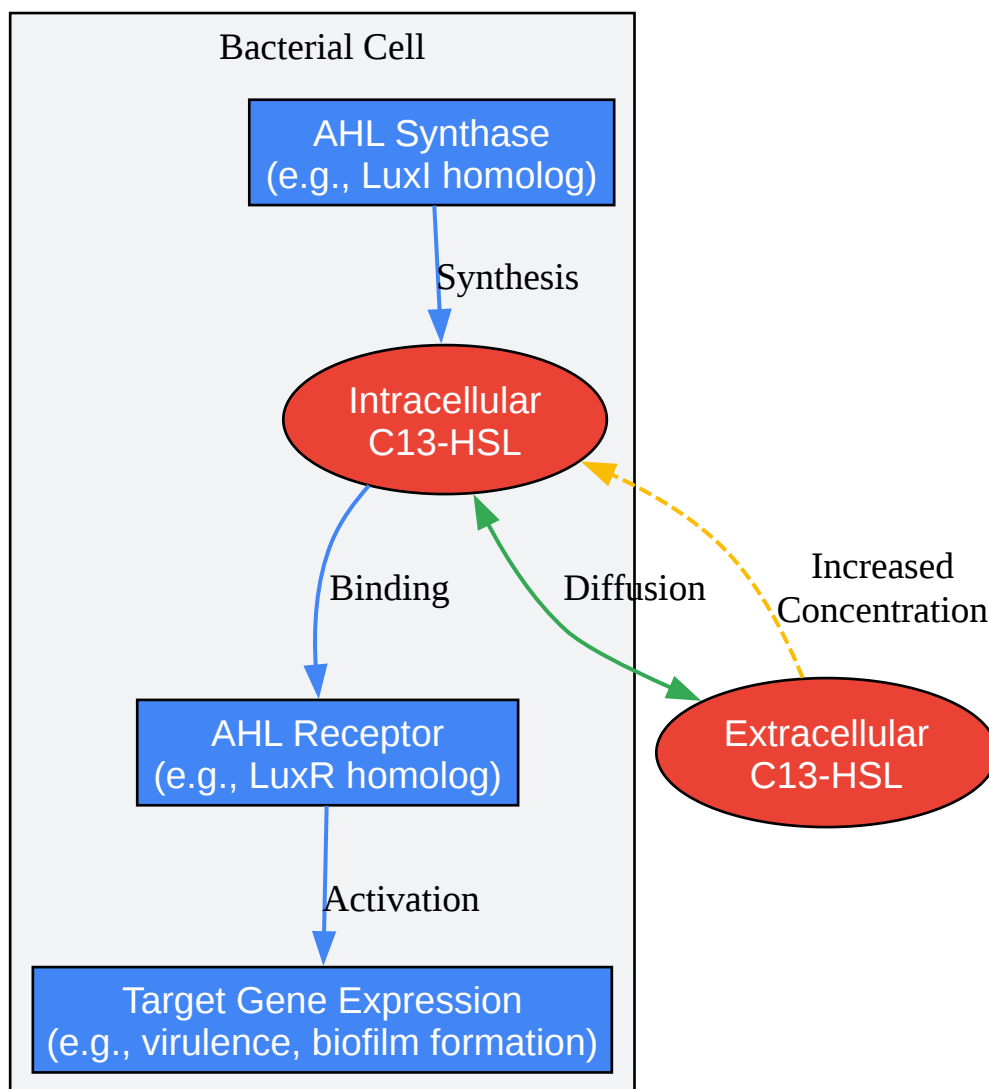 Bacterial Cell
AHL Synthase
(e.g., LuxI homolog)
Synthesis
Intracellular
C13-HSL
Increased
Concentration
Binding
Diffusion
AHL Receptor
(e.g., LuxR homolog)
Extracellular
C13-HSL
Activation
Target Gene Expression
(e.g., virulence, biofilm formation)